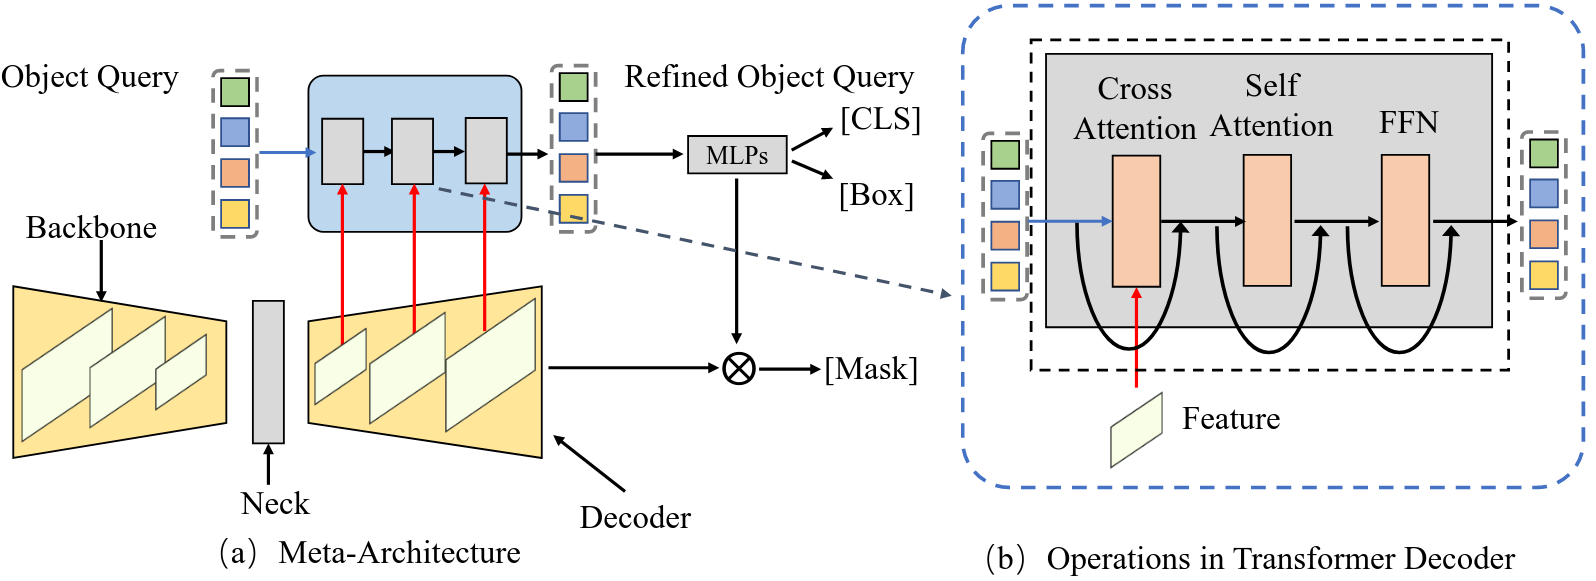 Object Query
Refined Object Query
[CLS]
MLPs
[Box]
Backbone
[Mask]
Neck
Decoder
（a）Meta-Architecture
Cross
Attention
Self
Attention
FFN
Feature
（b）Operations in Transformer Decoder